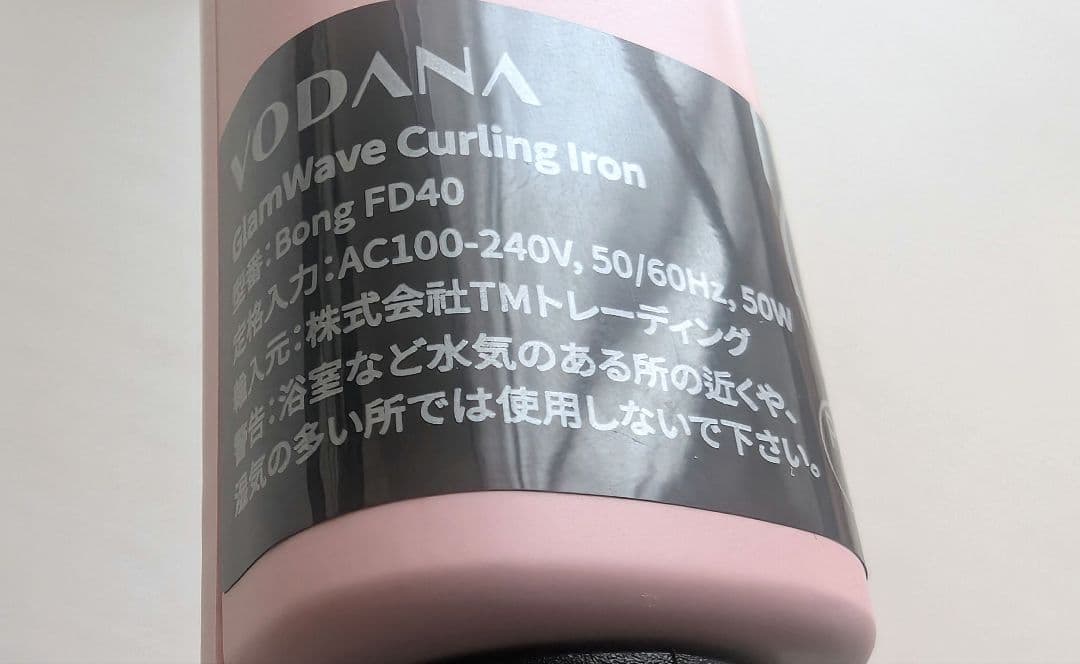 VODANA
GlamWave Curling Iron
型番：Bong FD40
定格入力：AC100-240V, 50/60Hz, 50W
輸入元：株式会社TMトレーディング
警告：浴室など水気のある所の近くや、
湿気の多い所では使用しないで下さい。